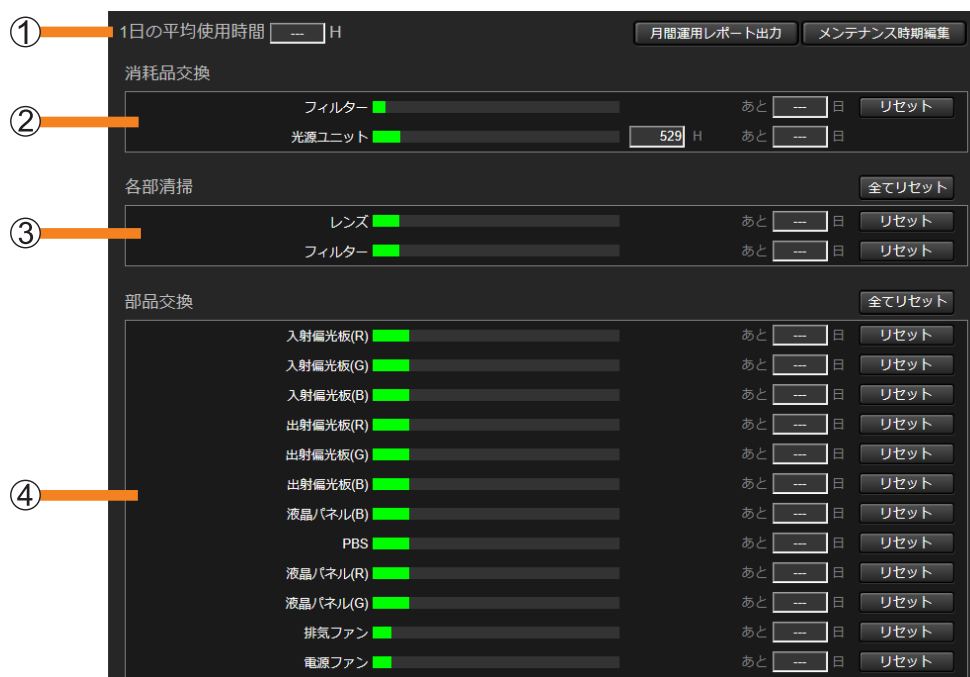 ① 1日の平均使用時間 --- H 月間運用レポート出力 メンテナンス時期編集
消耗品交換
② フィルター あと --- 日 リセット
光源ユニット 529 H あと --- 日
各部清掃 全てリセット
③ レンズ あと --- 日 リセット
フィルター あと --- 日 リセット
部品交換 全てリセット
入射偏光板(R) あと --- 日 リセット
入射偏光板(G) あと --- 日 リセット
入射偏光板(B) あと --- 日 リセット
出射偏光板(R) あと --- 日 リセット
出射偏光板(G) あと --- 日 リセット
④ 出射偏光板(B) あと --- 日 リセット
液晶パネル(B) あと --- 日 リセット
PBS あと --- 日 リセット
液晶パネル(R) あと --- 日 リセット
液晶パネル(G) あと --- 日 リセット
排気ファン あと --- 日 リセット
電源ファン あと --- 日 リセット